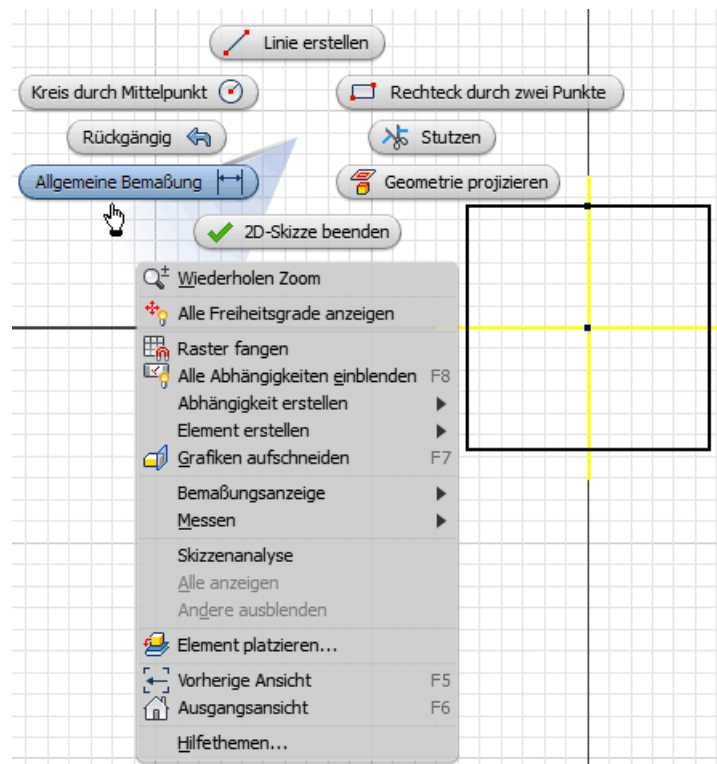 Linie erstellen
Kreis durch Mittelpunkt
Rechteck durch zwei Punkte
Rückgängig
Stutzen
Allgemeine Bemaßung
Geometrie projizieren
2D-Skizze beenden
Wiederholen Zoom
Alle Freiheitsgrade anzeigen
Raster fangen
Alle Abhängigkeiten einblenden F8
Abhängigkeit erstellen
Element erstellen
Grafiken aufschneiden F7
Bemaßungsanzeige
Messen
Skizzenanalyse
Alle anzeigen
Andere ausblenden
Element platzieren...
Vorherige Ansicht F5
Ausgangsansicht F6
Hilfethemen...